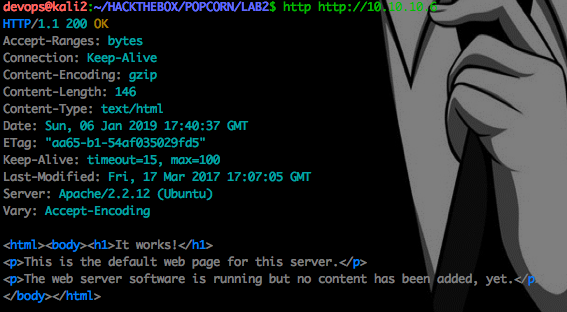 devops@kali2:~/HACKTHEBOX/POPCORN/LAB2$ http http://10.10.10.6
HTTP/1.1 200 OK
Accept-Ranges: bytes
Connection: Keep-Alive
Content-Encoding: gzip
Content-Length: 146
Content-Type: text/html
Date: Sun, 06 Jan 2019 17:40:37 GMT
ETag: "aa65-b1-54af035029fd5"
Keep-Alive: timeout=15, max=100
Last-Modified: Fri, 17 Mar 2017 17:07:05 GMT
Server: Apache/2.2.12 (Ubuntu)
Vary: Accept-Encoding
<html><body><h1>It works!</h1>
<p>This is the default web page for this server.</p>
<p>The web server software is running but no content has been added, yet.</p>
</body></html>